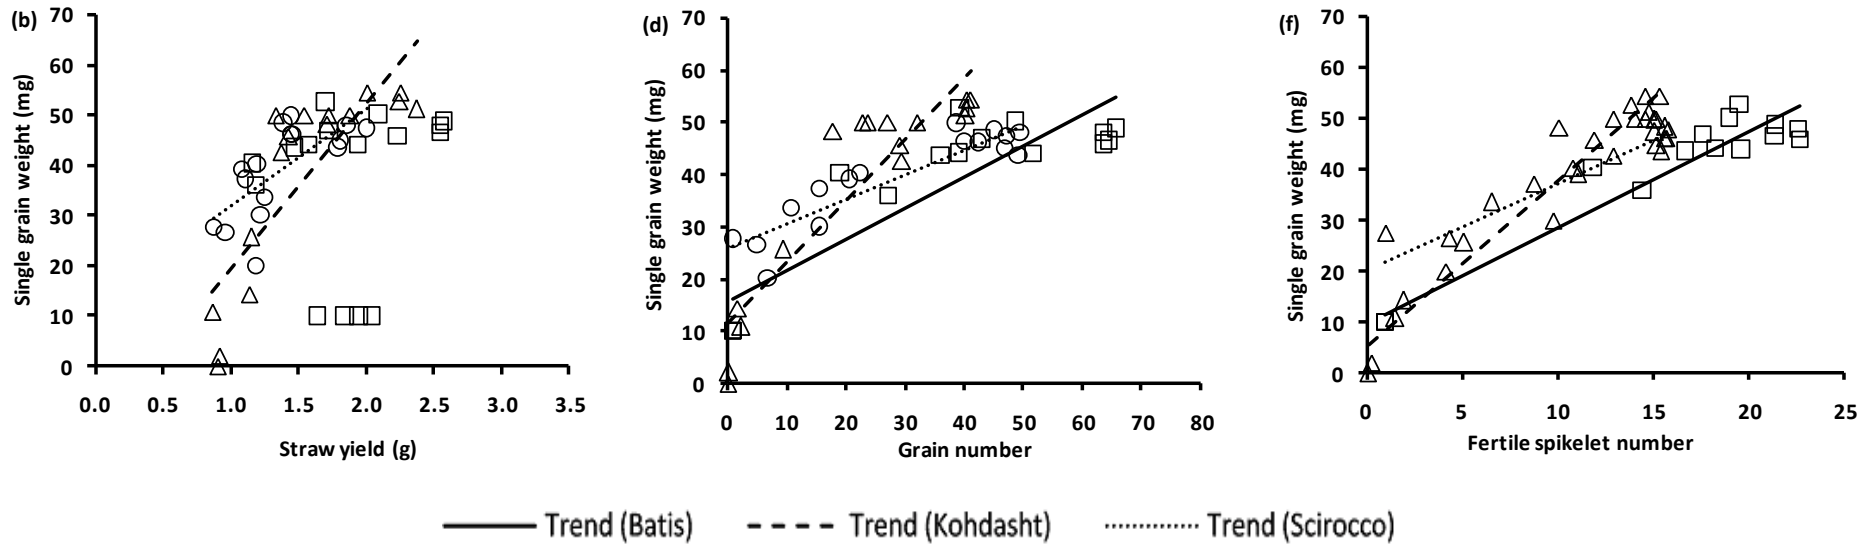 (b)
70
60
50
40
30
20
10
0
Single grain weight (mg)
0.0 0.5 1.0 1.5 2.0 2.5 3.0 3.5
Straw yield (g)
(d)
70
60
50
40
30
20
10
0
Single grain weight (mg)
0 10 20 30 40 50 60 70 80
Grain number
(f)
70
60
50
40
30
20
10
0
Single grain weight (mg)
0 5 10 15 20 25
Fertile spikelet number
Trend (Batis) Trend (Kohdasht) Trend (Scirocco)